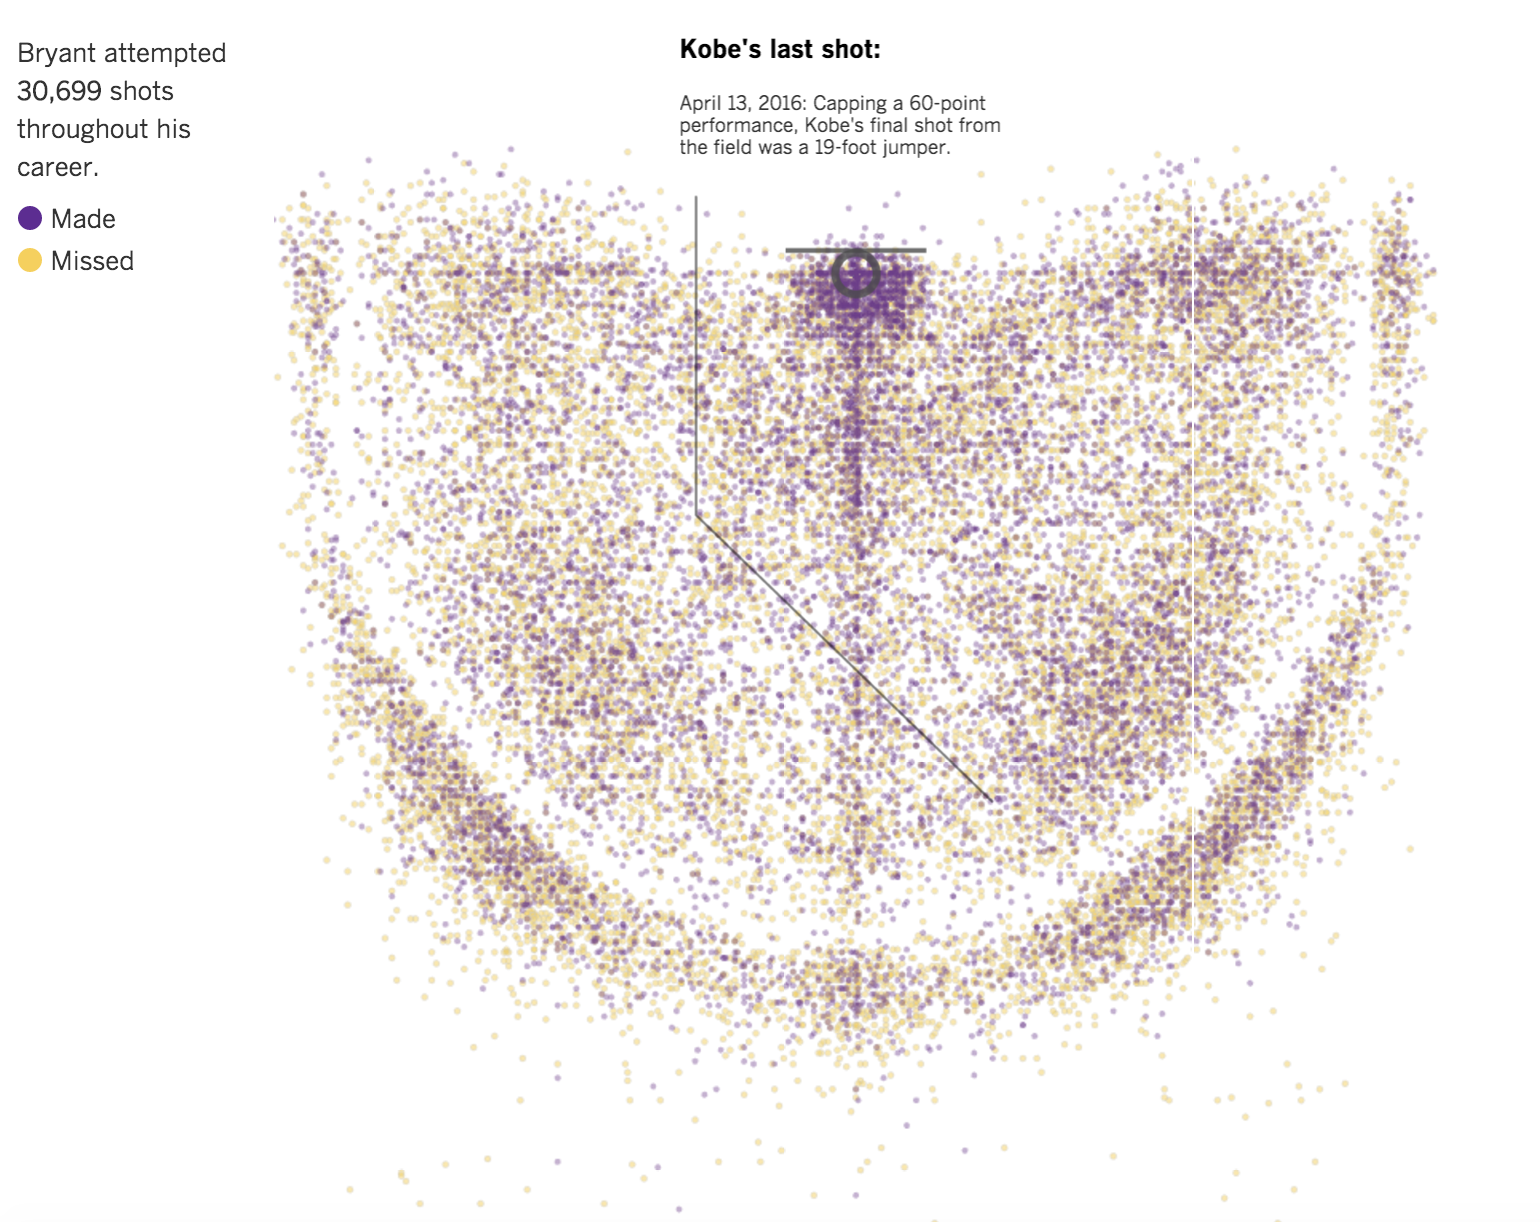 Bryant attempted
30,699 shots
throughout his
career.
Made
Missed
Kobe's last shot:
April 13, 2016: Capping a 60-point
performance, Kobe's final shot from
the field was a 19-foot jumper.